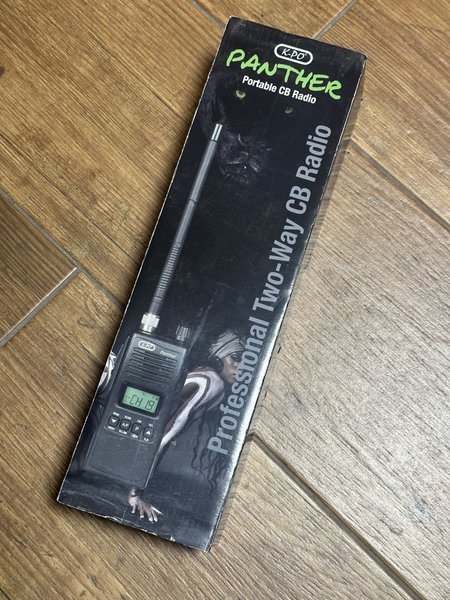 K-PO
PANTHER
Portable CB Radio
Professional Two-Way CB Radio
K-PO
Panther
-CH 19